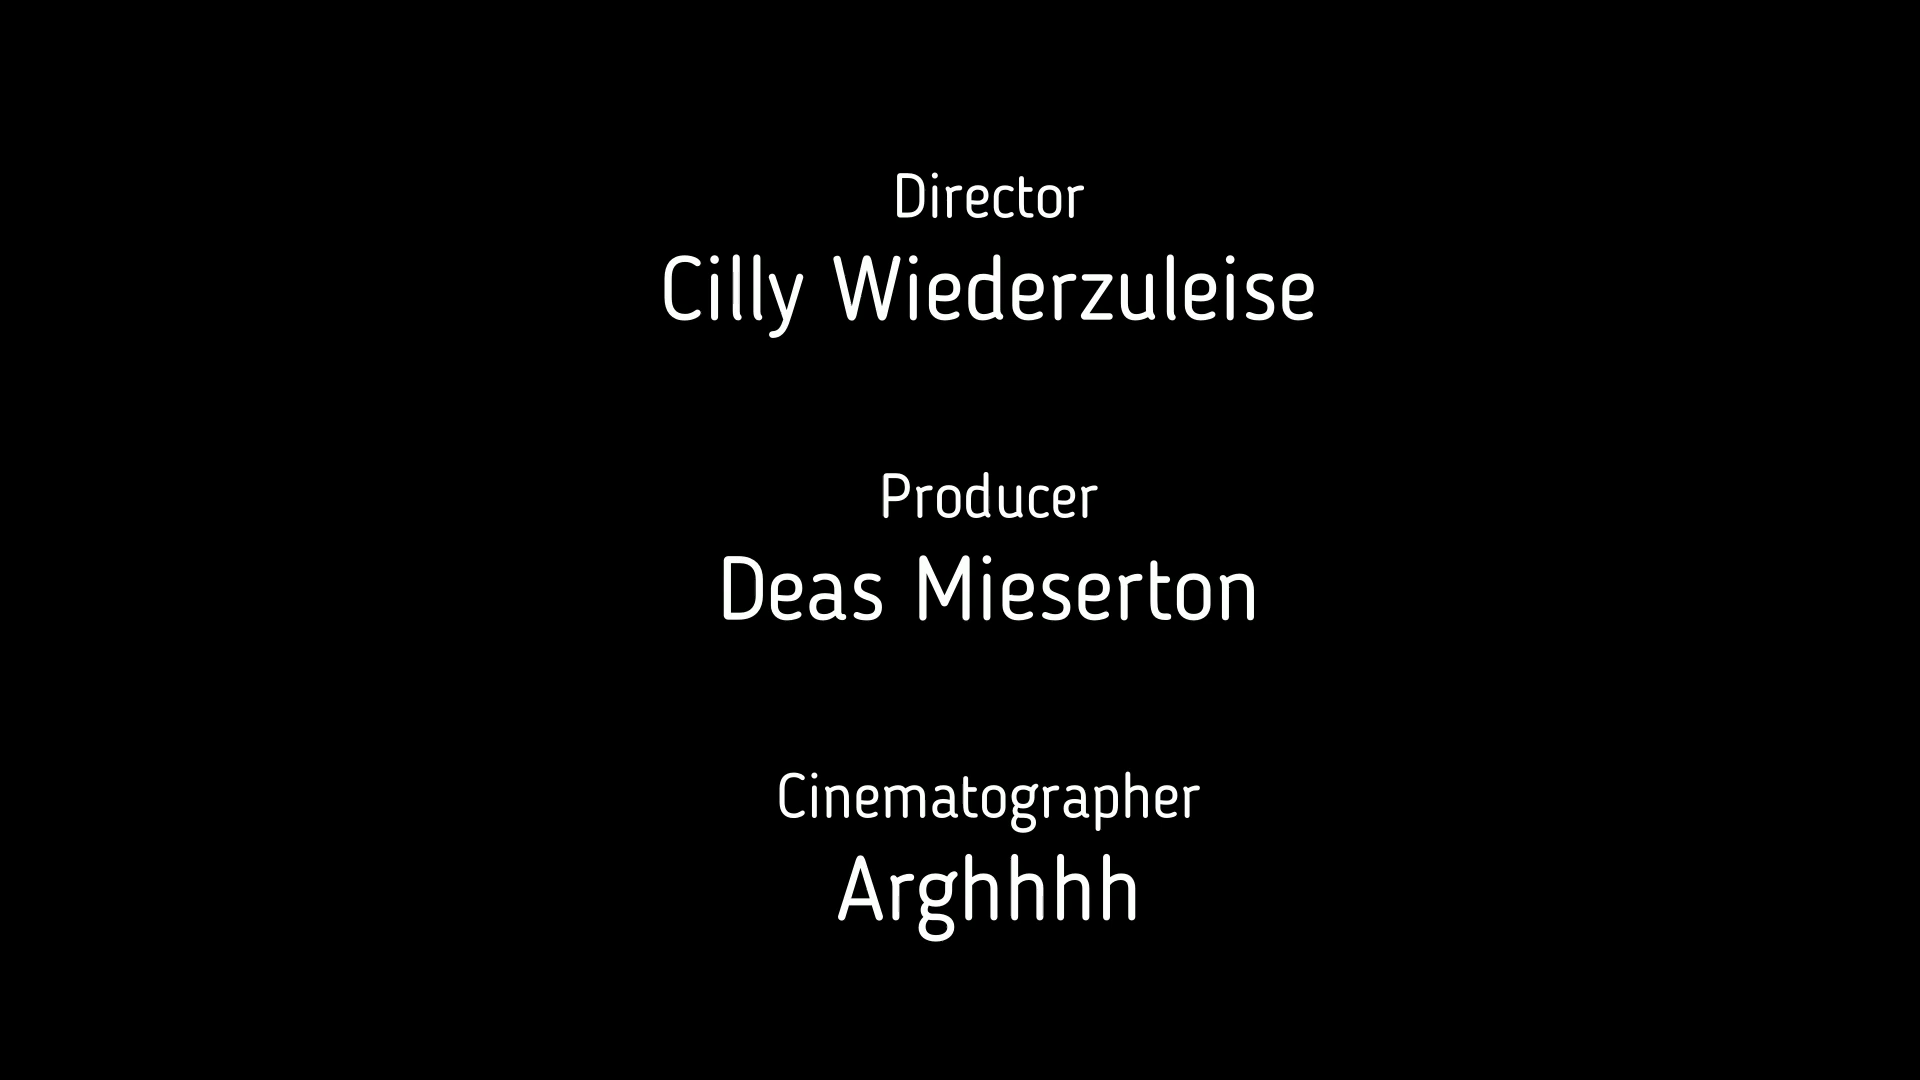 Director
Cilly Wiederzuleise
Producer
Deas Mieserton
Cinematographer
Arghhhh